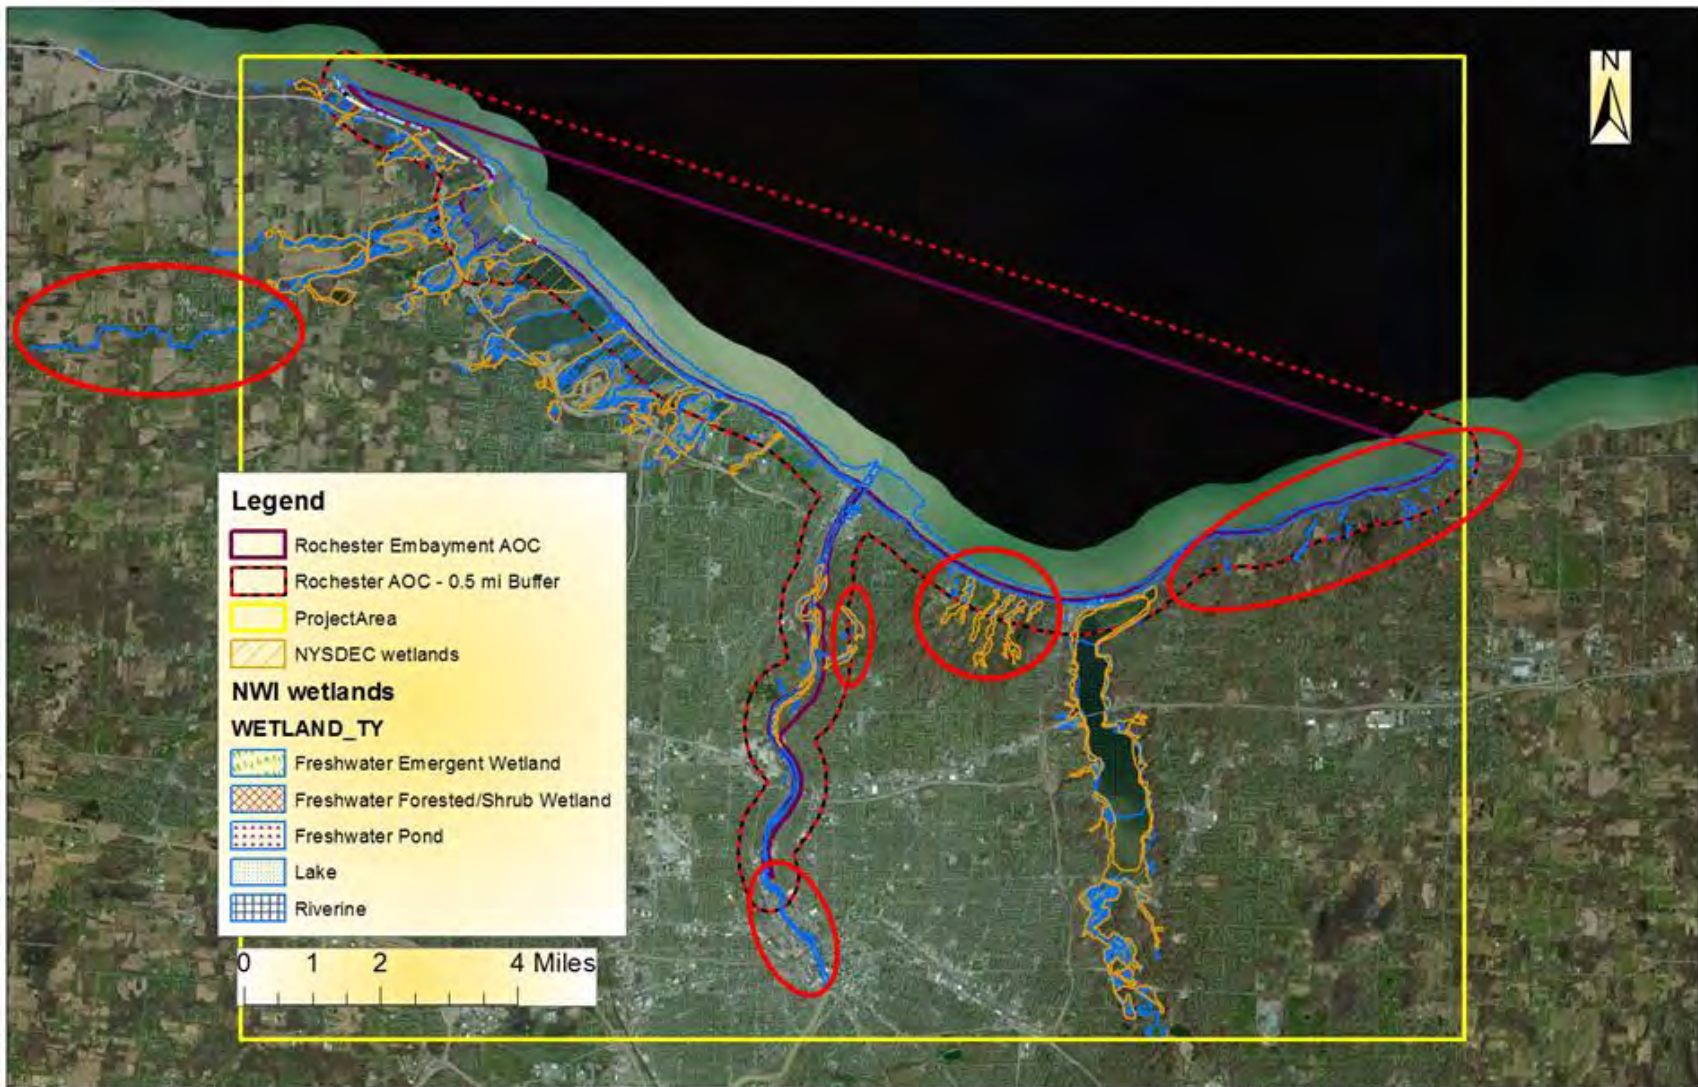 N
Legend
Rochester Embayment AOC
Rochester AOC - 0.5 mi Buffer
ProjectArea
NYSDEC wetlands
NWI wetlands
WETLAND_TY
Freshwater Emergent Wetland
Freshwater Forested/Shrub Wetland
Freshwater Pond
Lake
Riverine
0 1 2 4 Miles